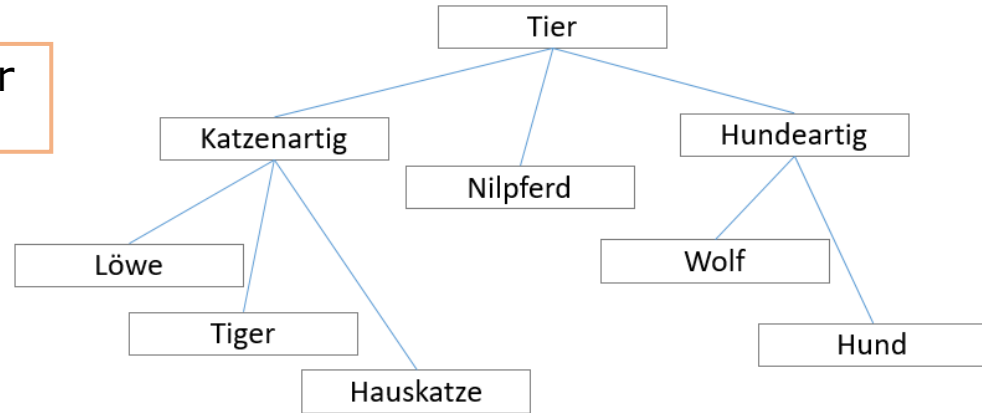 Tier
Katzenartig
Nilpferd
Hundeartig
Löwe
Tiger
Hauskatze
Wolf
Hund